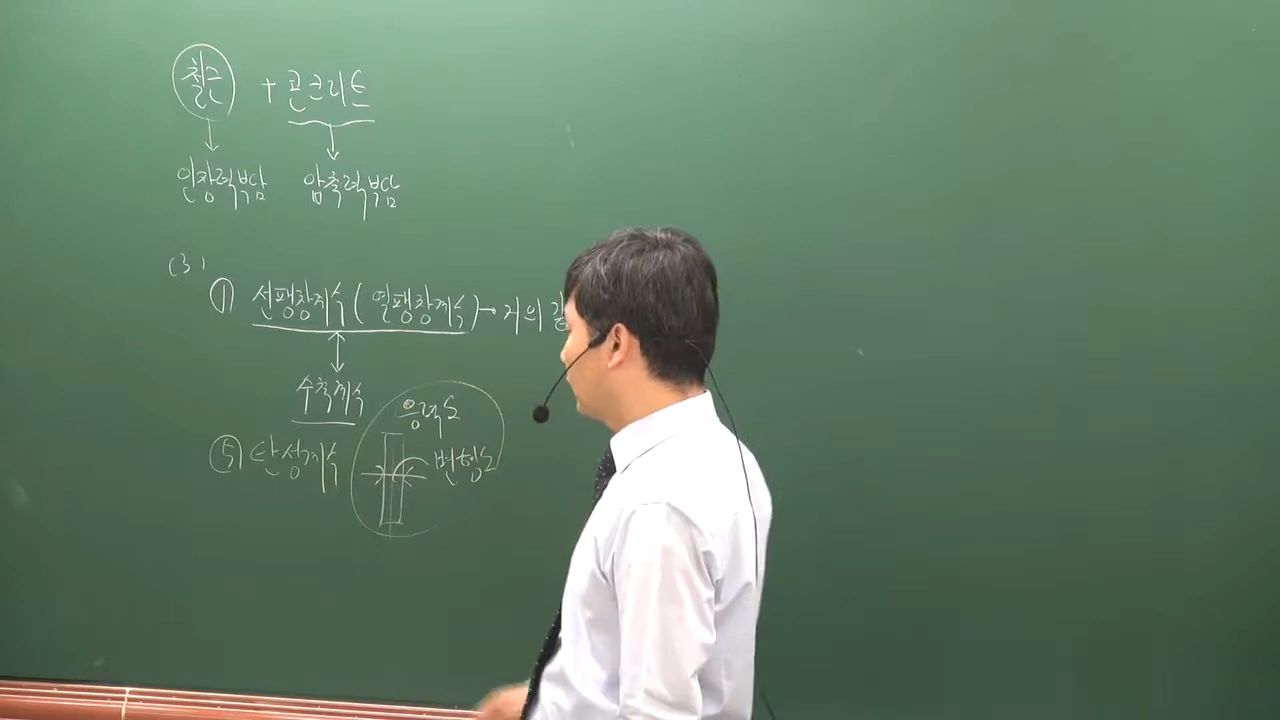 철근 + 콘크리트
인장력부담 압축력부담
(3)
① 선팽창계수 (열팽창계수) → 거의 같
수축계수
⑤ 탄성계수
응력도
변형도